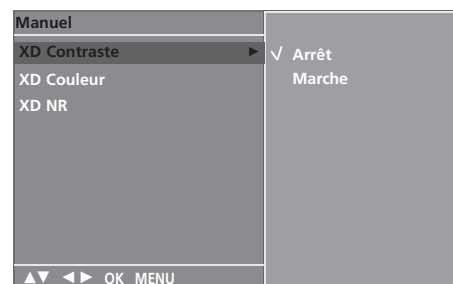 Manuel
XD Contraste ► √ Arrêt
XD Couleur Marche
XD NR
▲▼ ◄► OK MENU